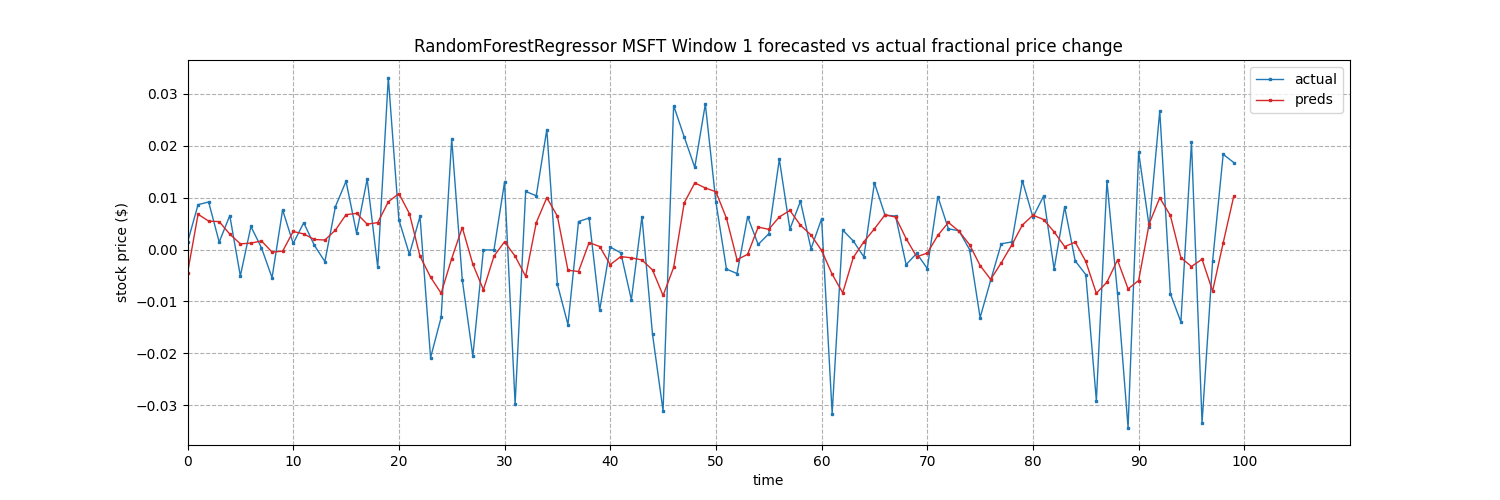 RandomForestRegressor MSFT Window 1 forecasted vs actual fractional price change
actual
preds
stock price ($)
0.03
0.02
0.01
0.00
−0.01
−0.02
−0.03
0 10 20 30 40 50 60 70 80 90 100
time